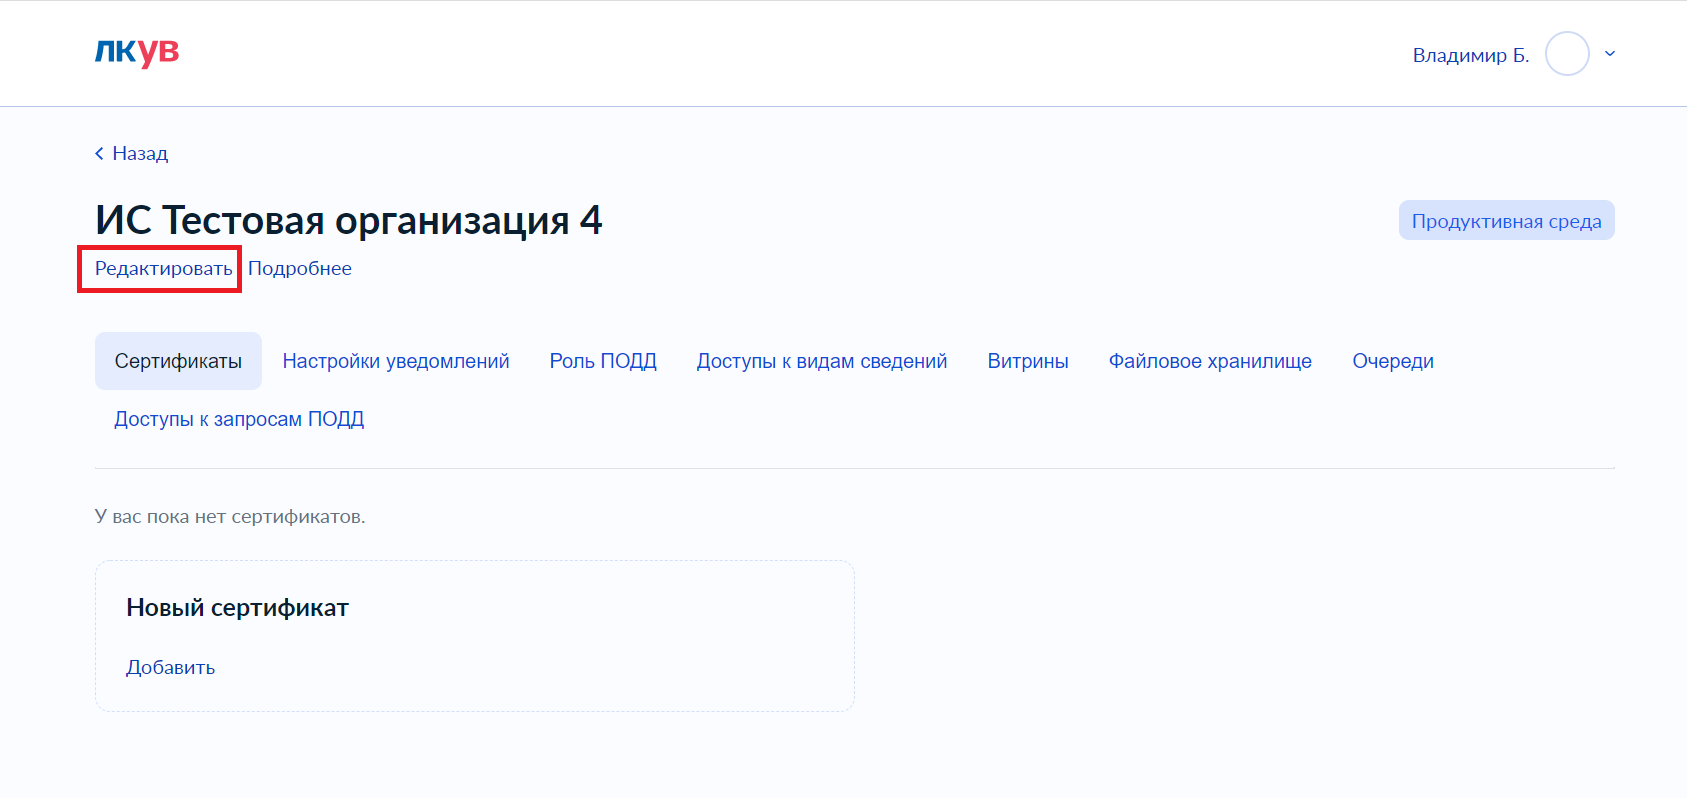 лкув
Владимир Б.
Назад
ИС Тестовая организация 4
Продуктивная среда
Редактировать Подробнее
Сертификаты Настройки уведомлений Роль ПОДД Доступы к видам сведений Витрины Файловое хранилище Очереди
Доступы к запросам ПОДД
У вас пока нет сертификатов.
Новый сертификат
Добавить